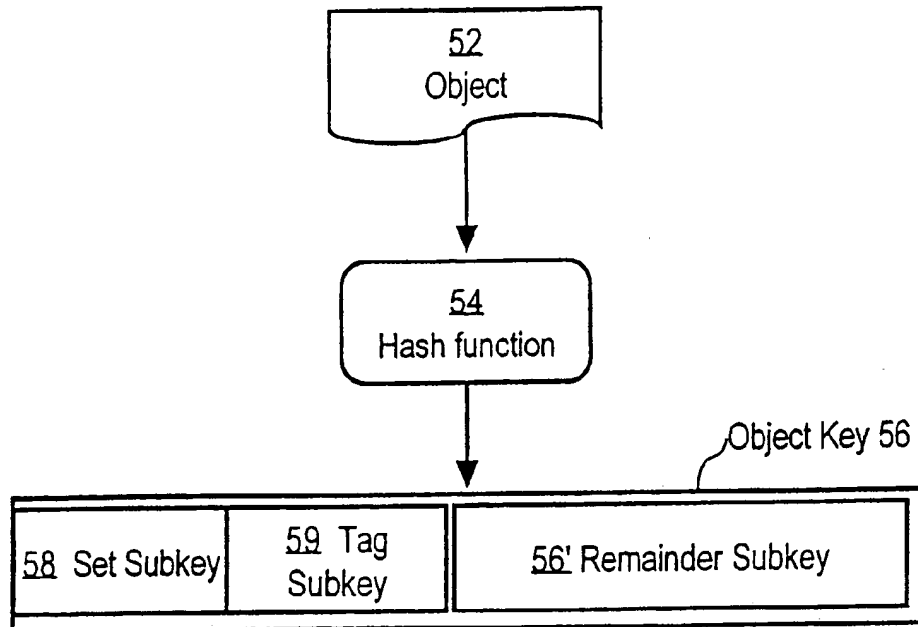 52
Object
54
Hash function
Object Key 56
58 Set Subkey
59 Tag
Subkey
56' Remainder Subkey